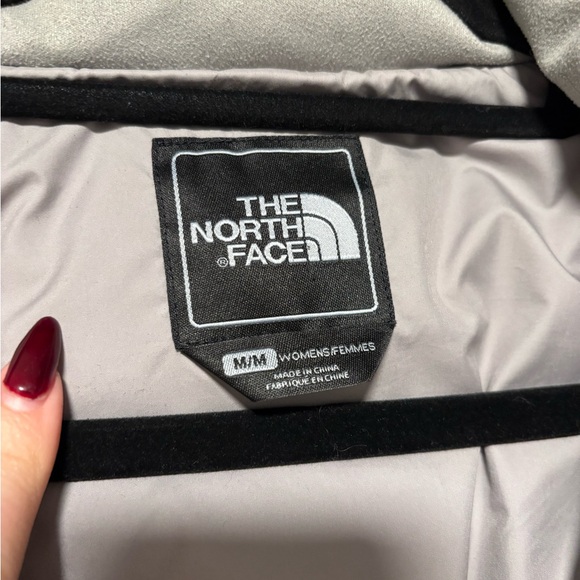 THE
NORTH
®FACE
M/M WOMENS/FEMMES
MADE IN CHINA
FABRIQUE EN CHINE